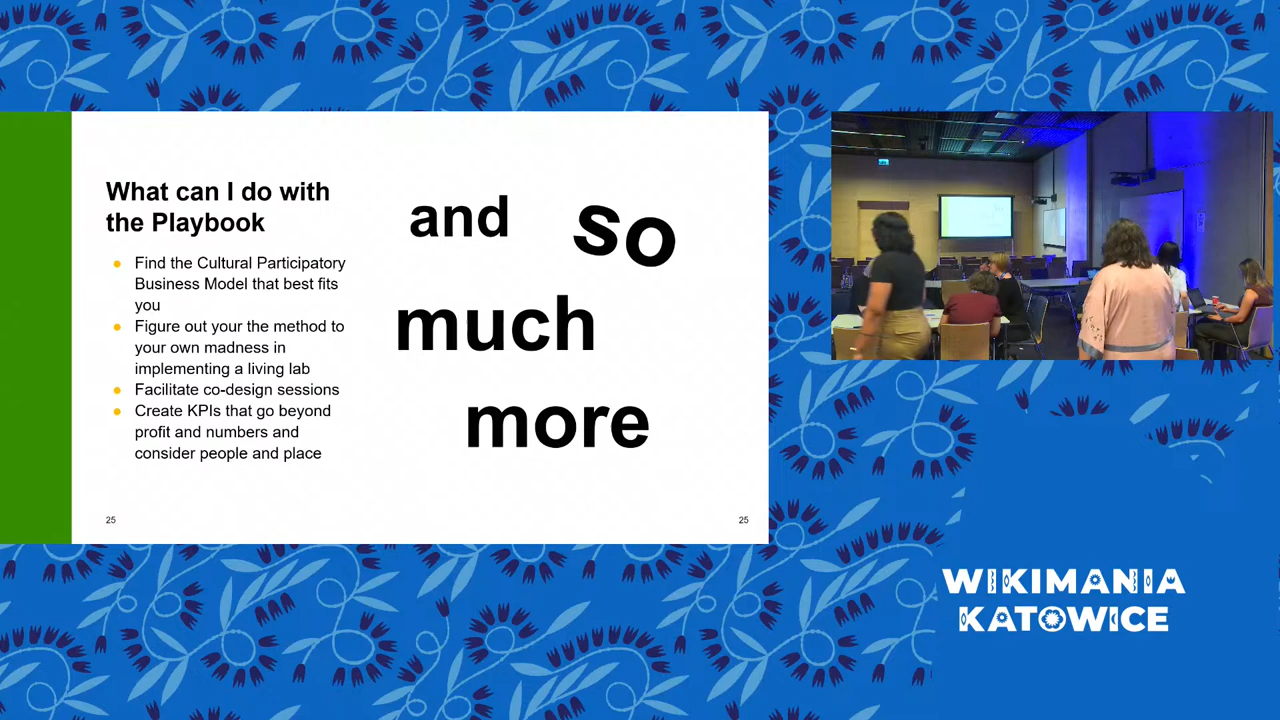 What can I do with
the Playbook
Find the Cultural Participatory
Business Model that best fits
you
Figure out your the method to
your own madness in
implementing a living lab
Facilitate co-design sessions
Create KPIs that go beyond
profit and numbers and
consider people and place
and so
much
more
25
25
WIKIMANIA
KATOWICE